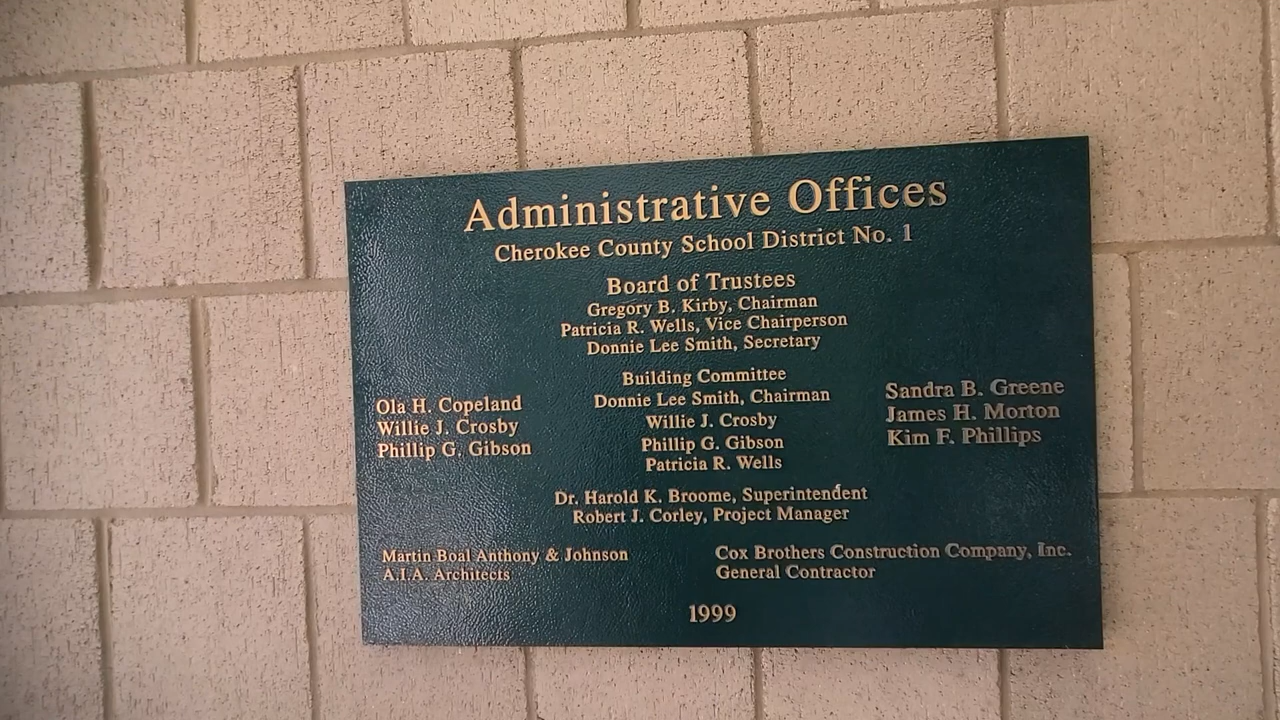 Administrative Offices
Cherokee County School District No. 1
Board of Trustees
Gregory B. Kirby, Chairman
Patricia R. Wells, Vice Chairperson
Donnie Lee Smith, Secretary
Ola H. Copeland
Willie J. Crosby
Phillip G. Gibson
Building Committee
Donnie Lee Smith, Chairman
Willie J. Crosby
Phillip G. Gibson
Patricia R. Wells
Sandra B. Greene
James H. Morton
Kim F. Phillips
Dr. Harold K. Broome, Superintendent
Robert J. Corley, Project Manager
Martin Boal Anthony & Johnson
A.I.A. Architects
Cox Brothers Construction Company, Inc.
General Contractor
1999